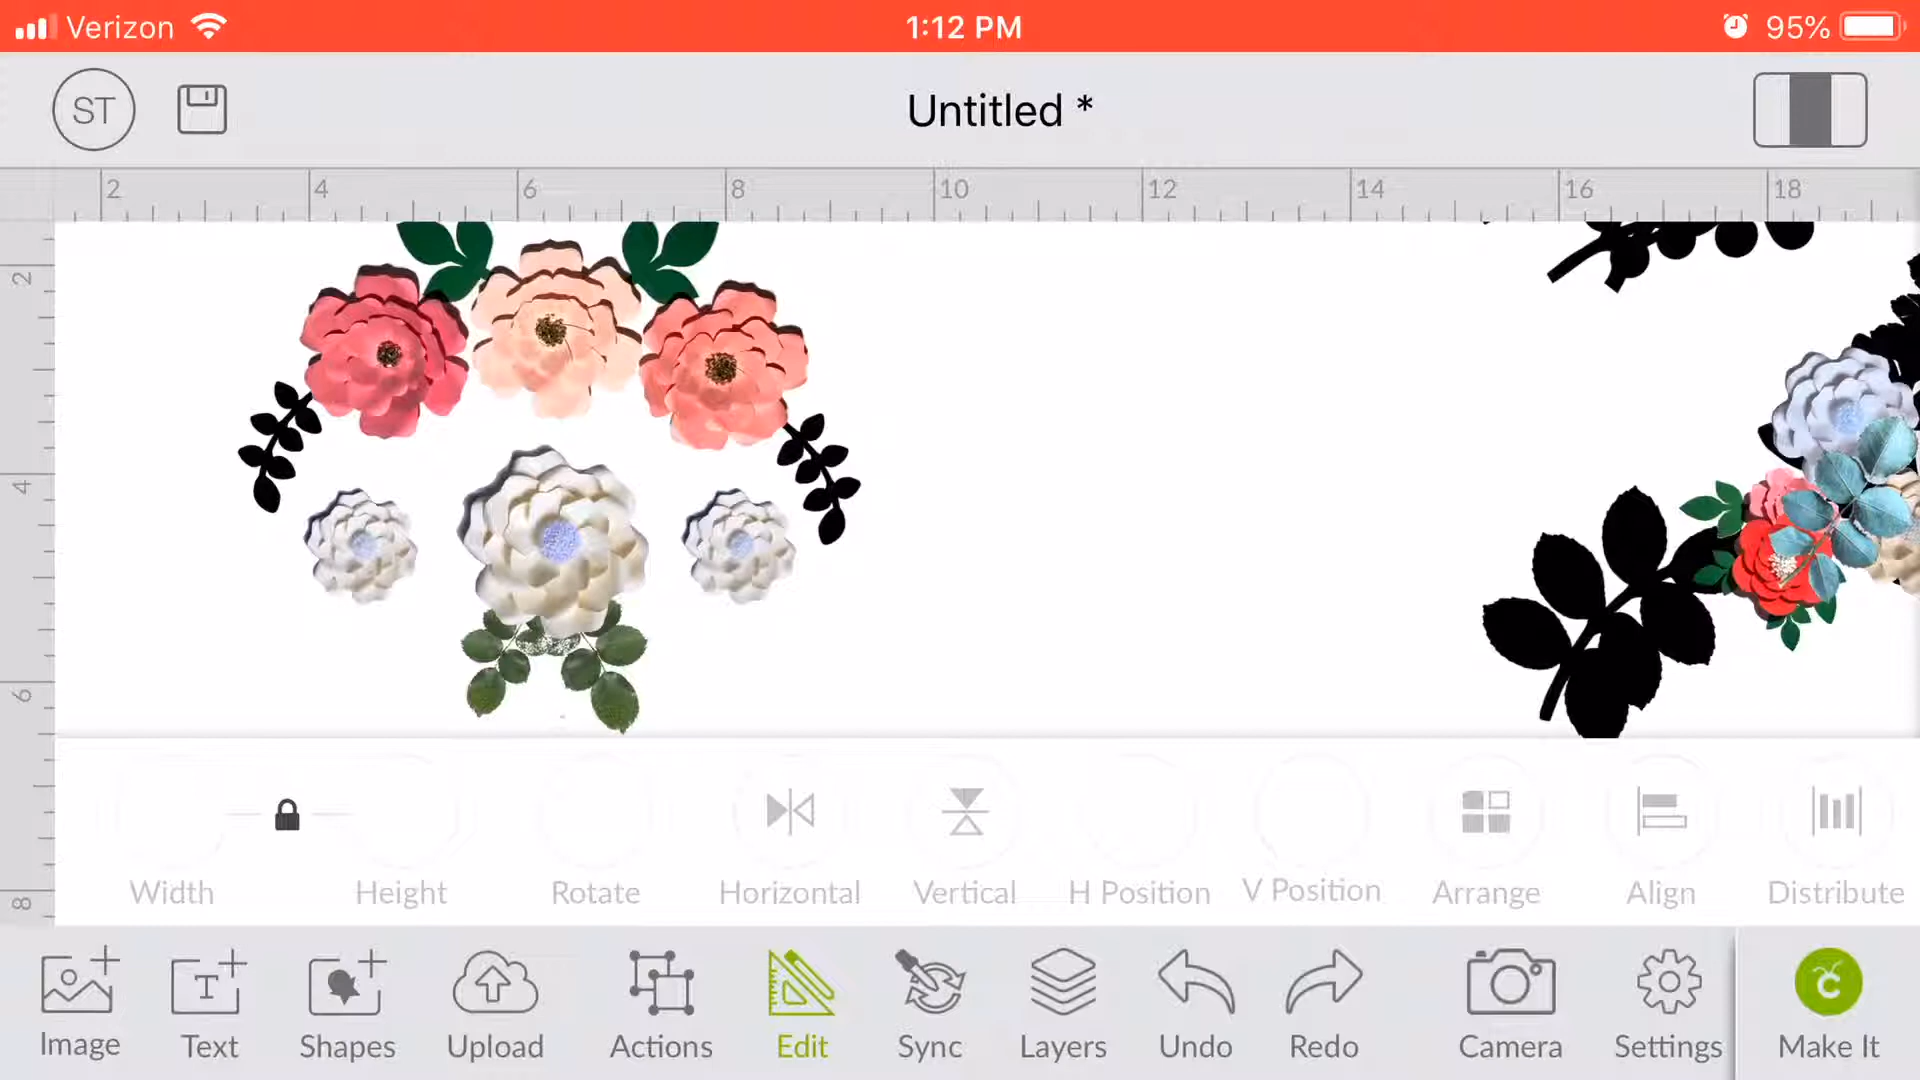 Verizon 1:12 PM 95%
ST Untitled *
2 4 6 8 10 12 14 16 18
2
4
6
8
Width Height Rotate Horizontal Vertical H Position V Position Arrange Align Distribute
Image Text Shapes Upload Actions Edit Sync Layers Undo Redo Camera Settings Make It